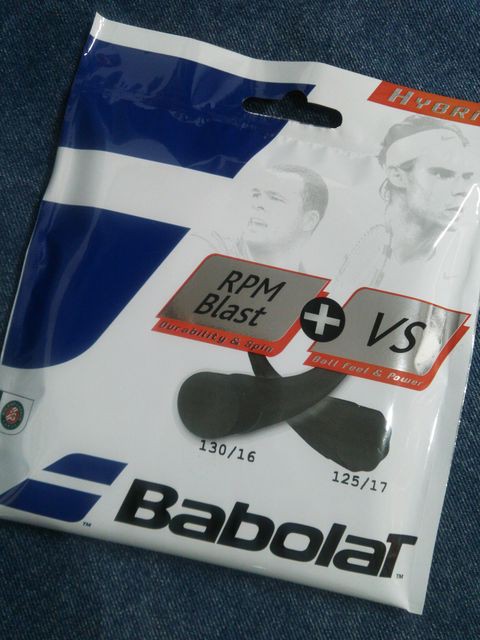 HYBRI
RPM
Blast
Durability & Spin
+
VS
Ball Feel & Power
130/16
125/17
BabolaT